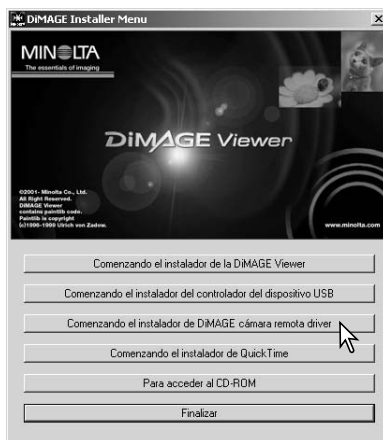 DiMAGE Installer Menu
MINOLTA
The essentials of imaging
DiMAGE Viewer
©2001- Minolta Co., Ltd.
All Right Reserved.
DiMAGE Viewer
contains paintlib code.
Paintlib is copyright
(c)1996-1999 Ulrich von Zadow.
www.minolta.com
Comenzando el instalador de la DiMAGE Viewer
Comenzando el instalador del controlador del dispositivo USB
Comenzando el instalador de DiMAGE cámara remota driver
Comenzando el instalador de QuickTime
Para acceder al CD-ROM
Finalizar